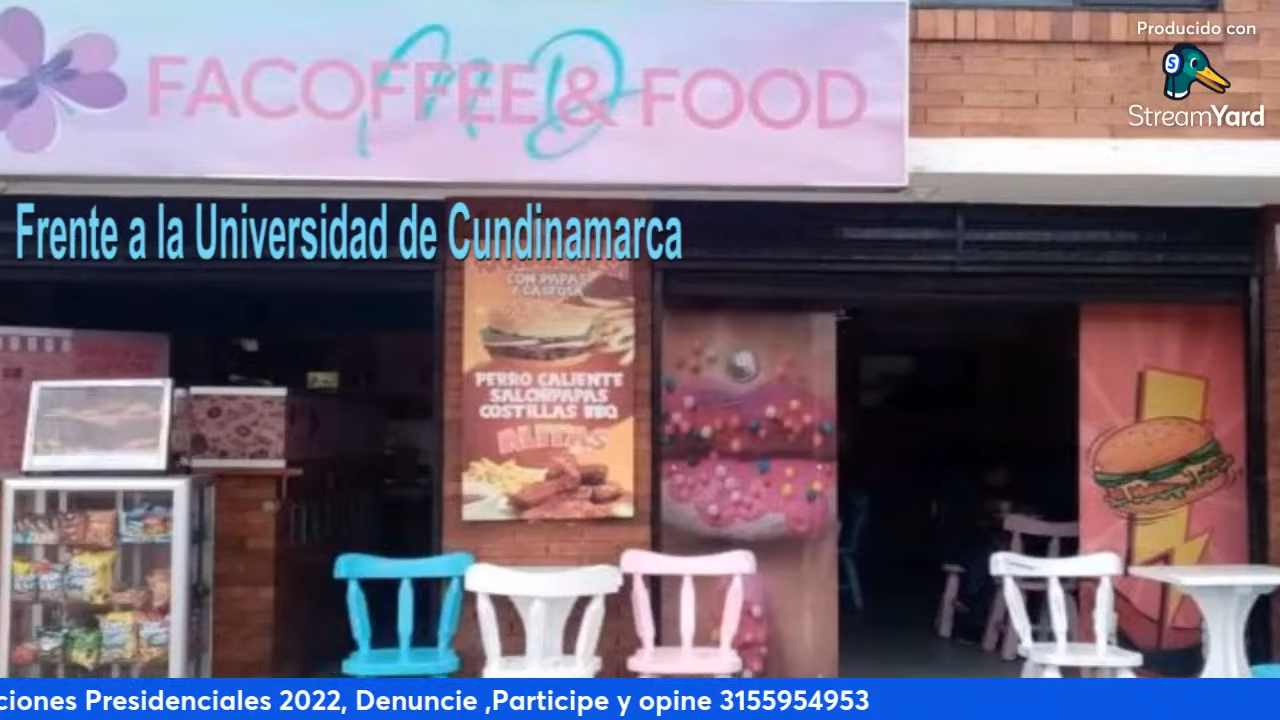 Producido con
StreamYard
FACOFFEE & FOOD
Frente a la Universidad de Cundinamarca
CON PAPAS
Y GASEOSA
PERRO CALIENTE
SALCHIPAPAS
COSTILLAS BBQ
ALITAS
ciones Presidenciales 2022, Denuncie ,Participe y opine 3155954953